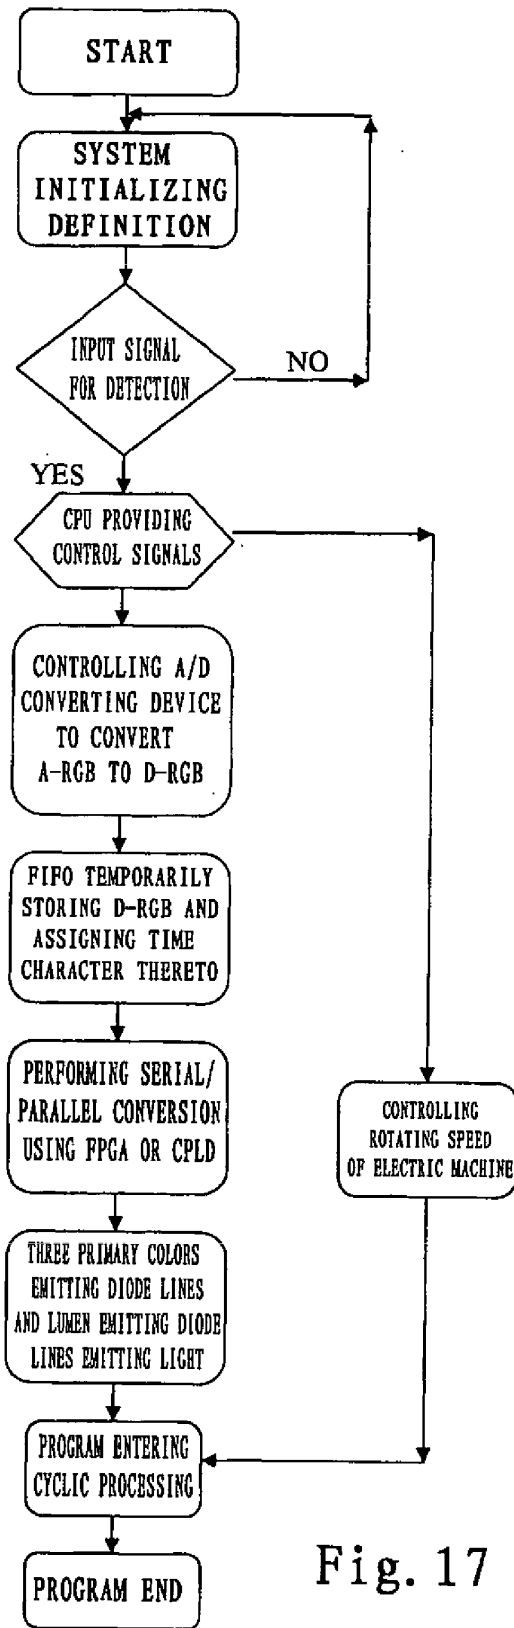 START
SYSTEM
INITIALIZING
DEFINITION
INPUT SIGNAL
FOR DETECTION
NO
YES
CPU PROVIDING
CONTROL SIGNALS
CONTROLLING A/D
CONVERTING DEVICE
TO CONVERT
A-RGB TO D-RGB
FIFO TEMPORARILY
STORING D-RGB AND
ASSIGNING TIME
CHARACTER THERETO
PERFORMING SERIAL/
PARALLEL CONVERSION
USING FPGA OR CPLD
CONTROLLING
ROTATING SPEED
OF ELECTRIC MACHINE
THREE PRIMARY COLORS
EMITTING DIODE LINES
AND LUMEN EMITTING DIODE
LINES EMITTING LIGHT
PROGRAM ENTERING
CYCLIC PROCESSING
PROGRAM END
Fig. 17